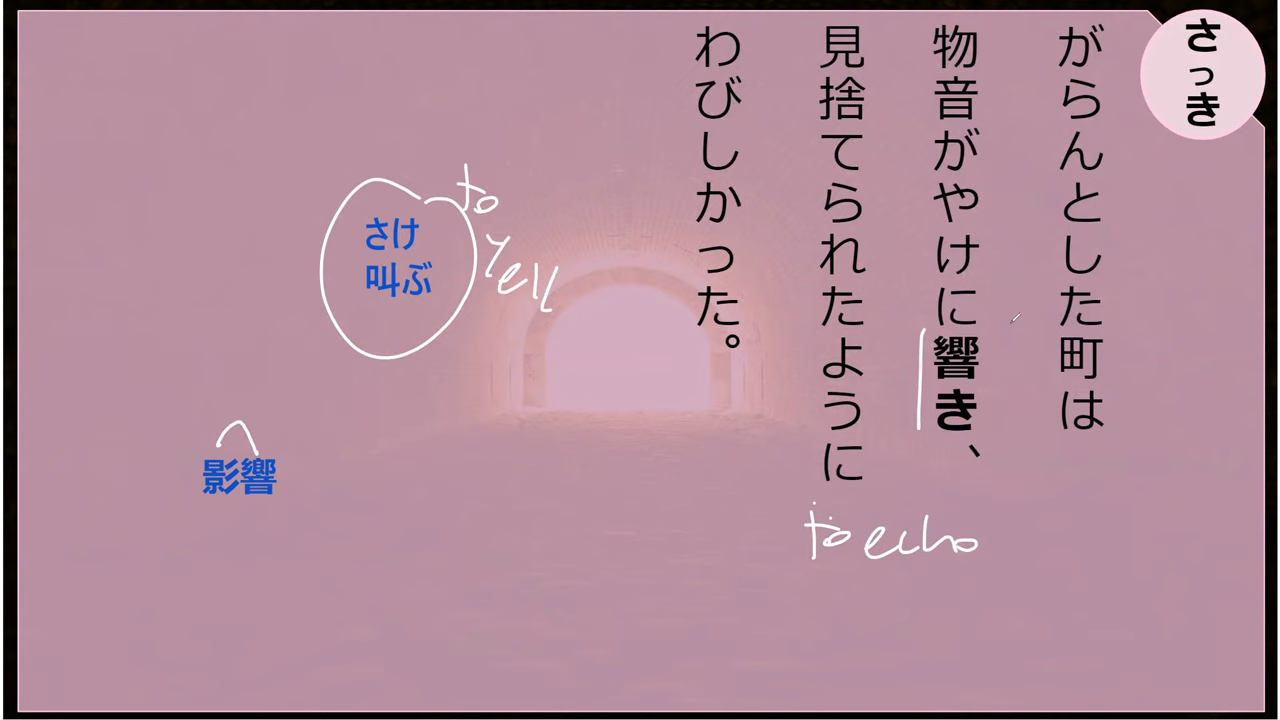 さっき
がらんとした町は
物音がやけに響き、
見捨てられたように
わびしかった。
to echo
さけ
叫ぶ
to
yell
影響